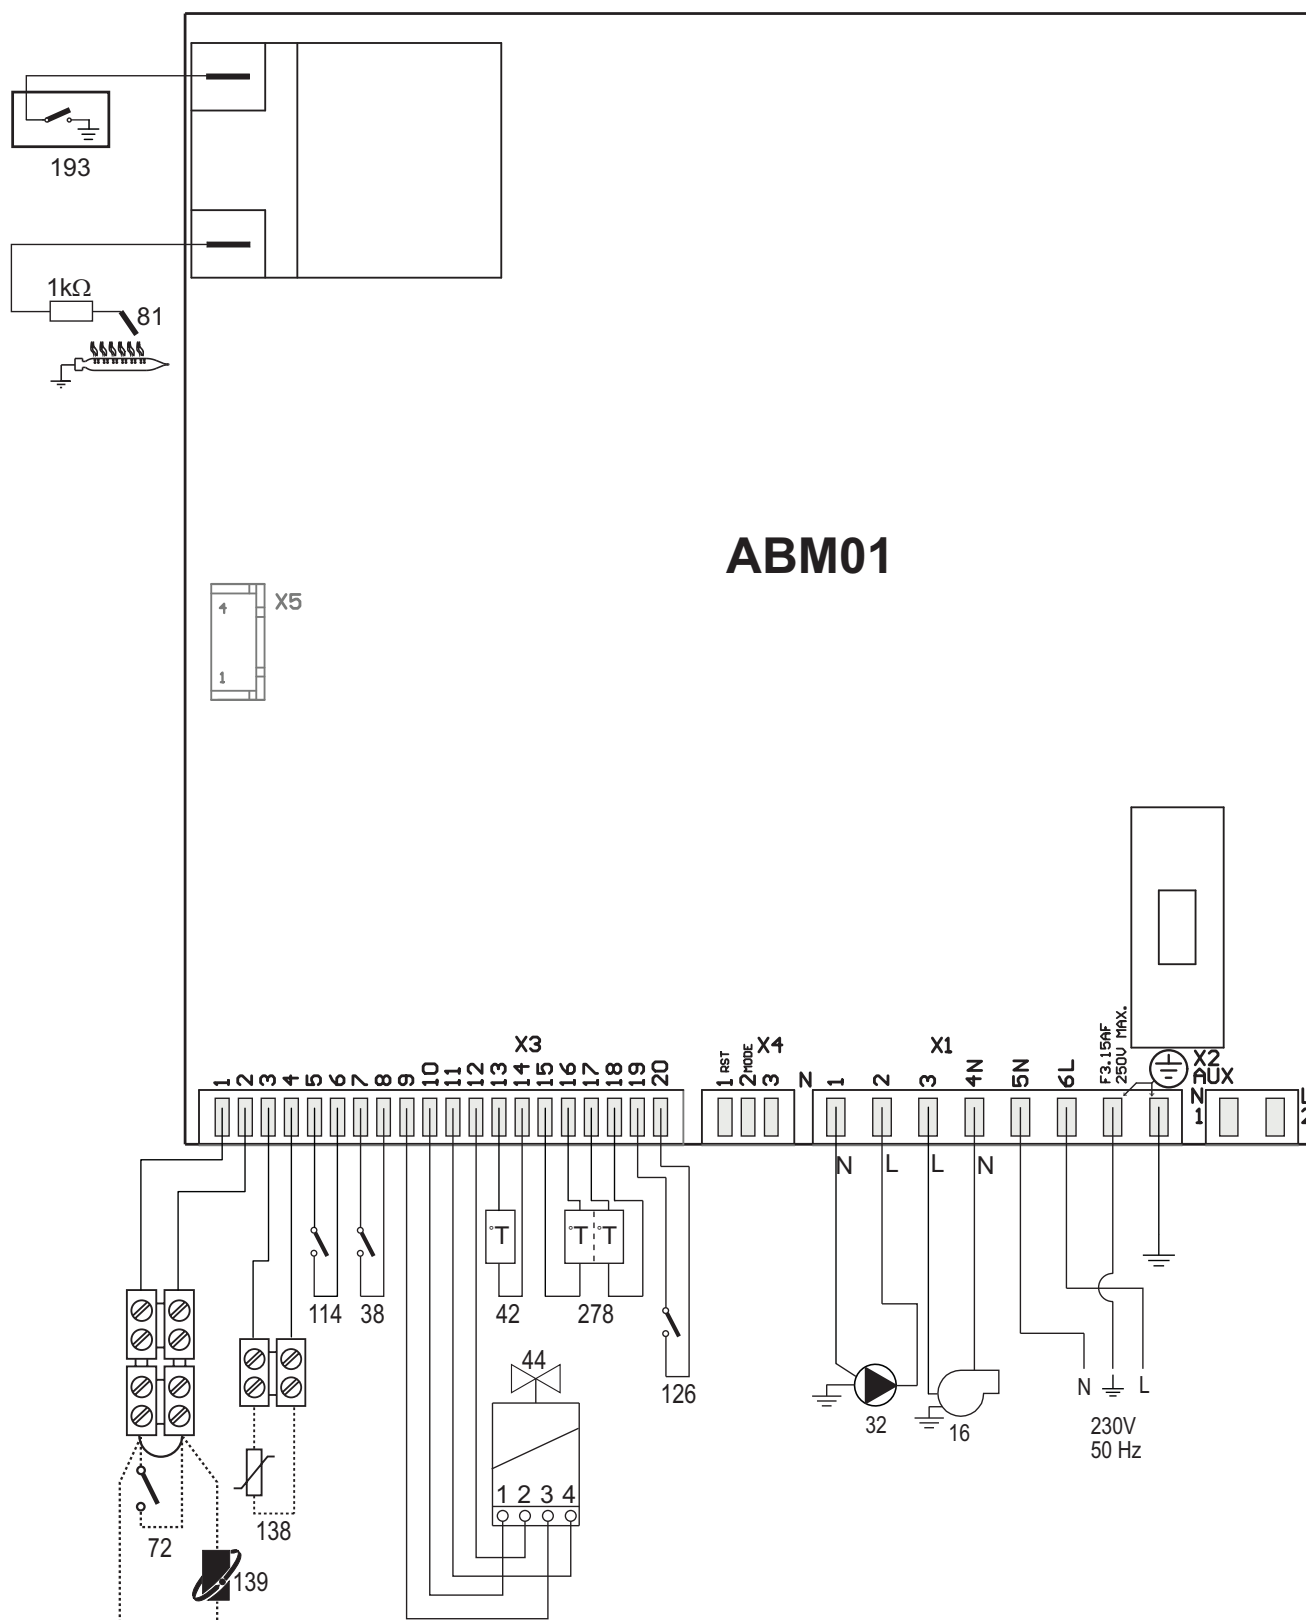 193
1kΩ
81
ABM01
4
X5
1
F3.15AF
250V MAX.
X3
X4
X1
X2
AUX
1 2 3 4 5 6 7 8 9 10 11 12 13 14 15 16 17 18 19 20
1 RST
2 MODE
3
N
1 2 3 4N 5N 6L
N
1
L
2
N L L N
°T °T °T
114 38 42 278
44
126
32
16
N L
230V
50 Hz
1 2 3 4
72
138
139